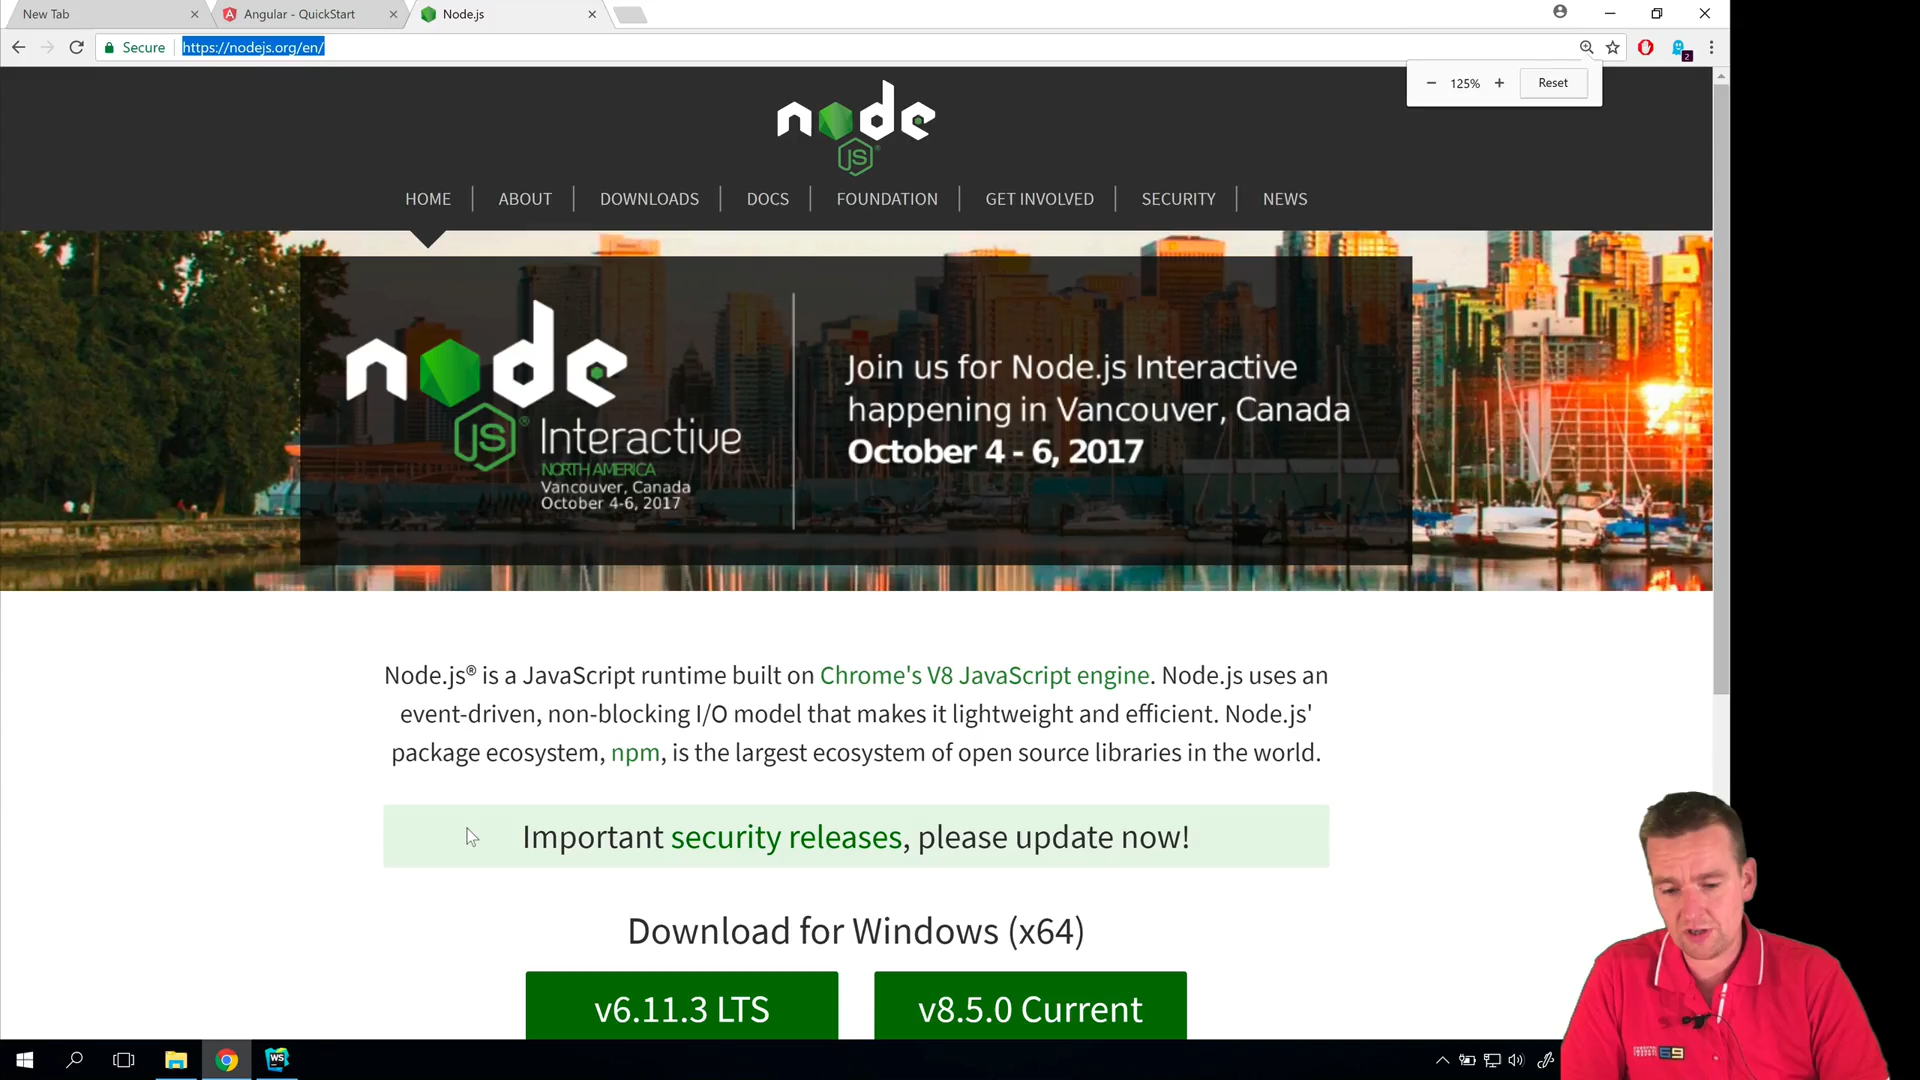 New Tab
Angular - QuickStart
Node.js
Secure
https://nodejs.org/en/
2
125%
Reset
node
JS
HOME
ABOUT
DOWNLOADS
DOCS
FOUNDATION
GET INVOLVED
SECURITY
NEWS
node
JS® Interactive
NORTH AMERICA
Vancouver, Canada
October 4-6, 2017
Join us for Node.js Interactive
happening in Vancouver, Canada
October 4 - 6, 2017
Node.js® is a JavaScript runtime built on Chrome's V8 JavaScript engine. Node.js uses an
event-driven, non-blocking I/O model that makes it lightweight and efficient. Node.js'
package ecosystem, npm, is the largest ecosystem of open source libraries in the world.
Important security releases, please update now!
Download for Windows (x64)
v6.11.3 LTS
v8.5.0 Current
WS